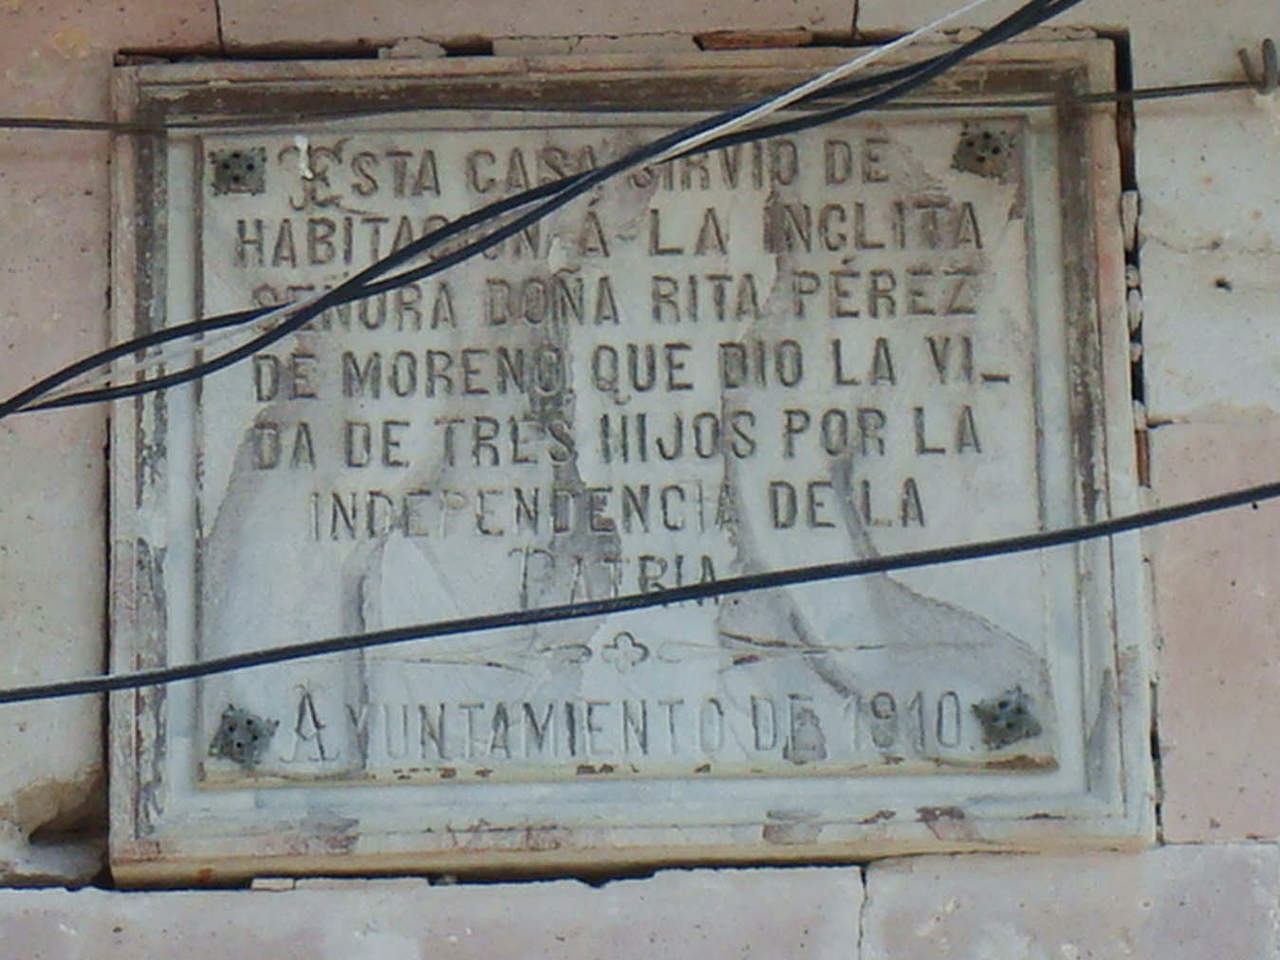 ESTA CASA SIRVIO DE
HABITACION Á LA INCLITA
SEÑORA DOÑA RITA PÉREZ
DE MORENO QUE DIO LA VI_
DA DE TRES HIJOS POR LA
INDEPENDENCIA DE LA
PATRIA.
AYUNTAMIENTO DE 1910.